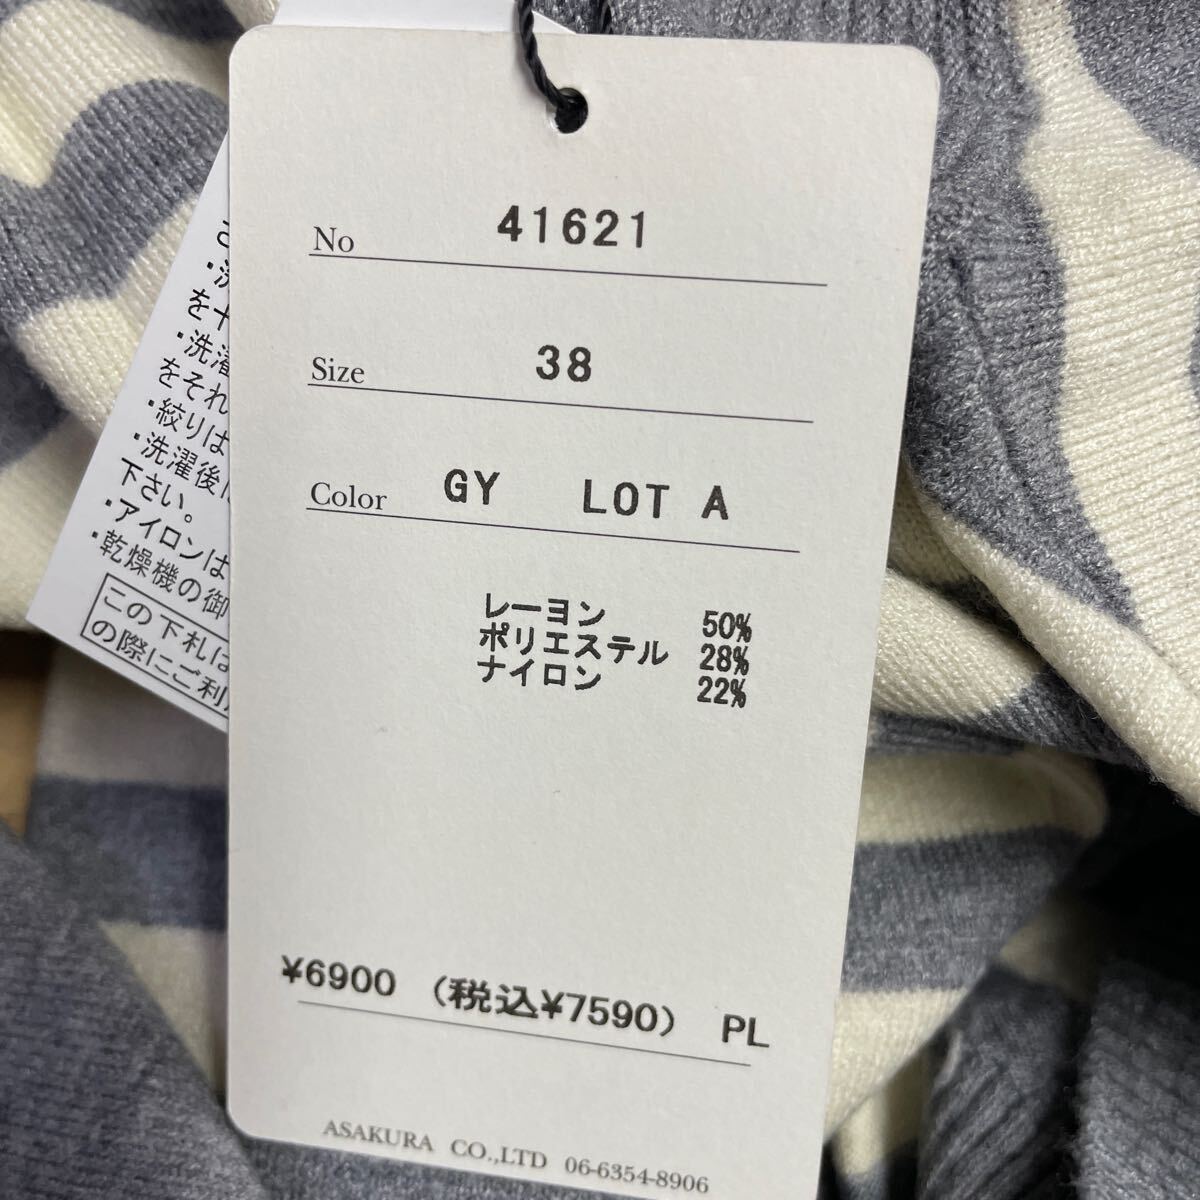 No 41621
Size 38
Color GY LOT A
レーヨン 50%
ポリエステル 28%
ナイロン 22%
¥6900 (税込¥7590) PL
ASAKURA CO.,LTD 06-6354-8906
を十
・洗濯
をそれ
・絞りは
・洗濯後
下さい。
・アイロンは
・乾燥機の御
この下札は
の際にご利